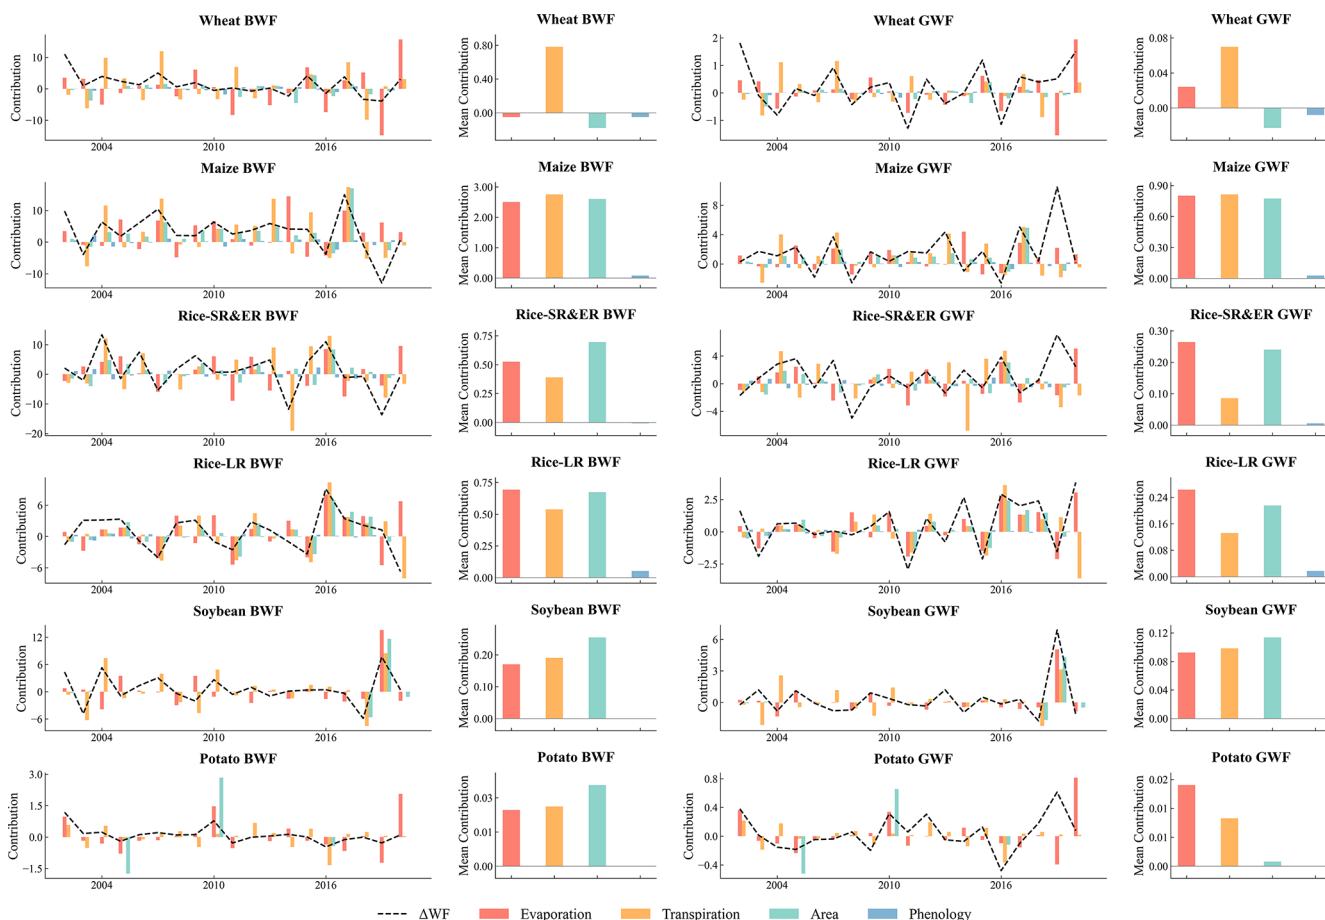 Wheat BWF
Contribution
10
0
−10
2004
2010
2016
Wheat BWF
Mean Contribution
0.80
0.40
0.00
Wheat GWF
Contribution
2
1
0
−1
2004
2010
2016
Wheat GWF
Mean Contribution
0.08
0.04
0.00
Maize BWF
Contribution
10
0
−10
2004
2010
2016
Maize BWF
Mean Contribution
3.00
2.00
1.00
0.00
Maize GWF
Contribution
8
4
0
2004
2010
2016
Maize GWF
Mean Contribution
0.90
0.60
0.30
0.00
Rice-SR&ER BWF
Contribution
10
0
−10
−20
2004
2010
2016
Rice-SR&ER BWF
Mean Contribution
0.75
0.50
0.25
0.00
Rice-SR&ER GWF
Contribution
4
0
−4
2004
2010
2016
Rice-SR&ER GWF
Mean Contribution
0.30
0.20
0.10
0.00
Rice-LR BWF
Contribution
6
0
−6
2004
2010
2016
Rice-LR BWF
Mean Contribution
0.75
0.50
0.25
0.00
Rice-LR GWF
Contribution
2.5
0.0
−2.5
2004
2010
2016
Rice-LR GWF
Mean Contribution
0.24
0.16
0.08
0.00
Soybean BWF
Contribution
12
6
0
−6
2004
2010
2016
Soybean BWF
Mean Contribution
0.20
0.10
0.00
Soybean GWF
Contribution
6
3
0
2004
2010
2016
Soybean GWF
Mean Contribution
0.12
0.08
0.04
0.00
Potato BWF
Contribution
3.0
1.5
0.0
−1.5
2004
2010
2016
Potato BWF
Mean Contribution
0.03
0.01
0.00
Potato GWF
Contribution
0.8
0.4
0.0
−0.4
2004
2010
2016
Potato GWF
Mean Contribution
0.02
0.01
0.00
ΔWF Evaporation Transpiration Area Phenology